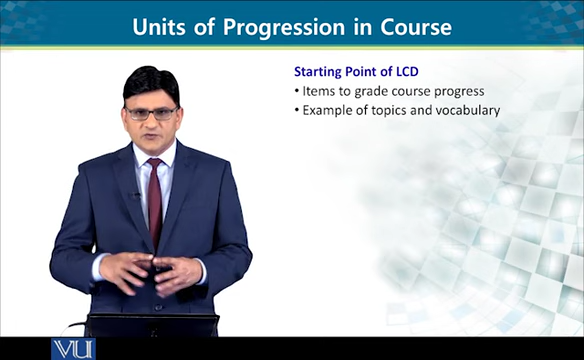 Units of Progression in Course
Starting Point of LCD
• Items to grade course progress
• Example of topics and vocabulary
VU